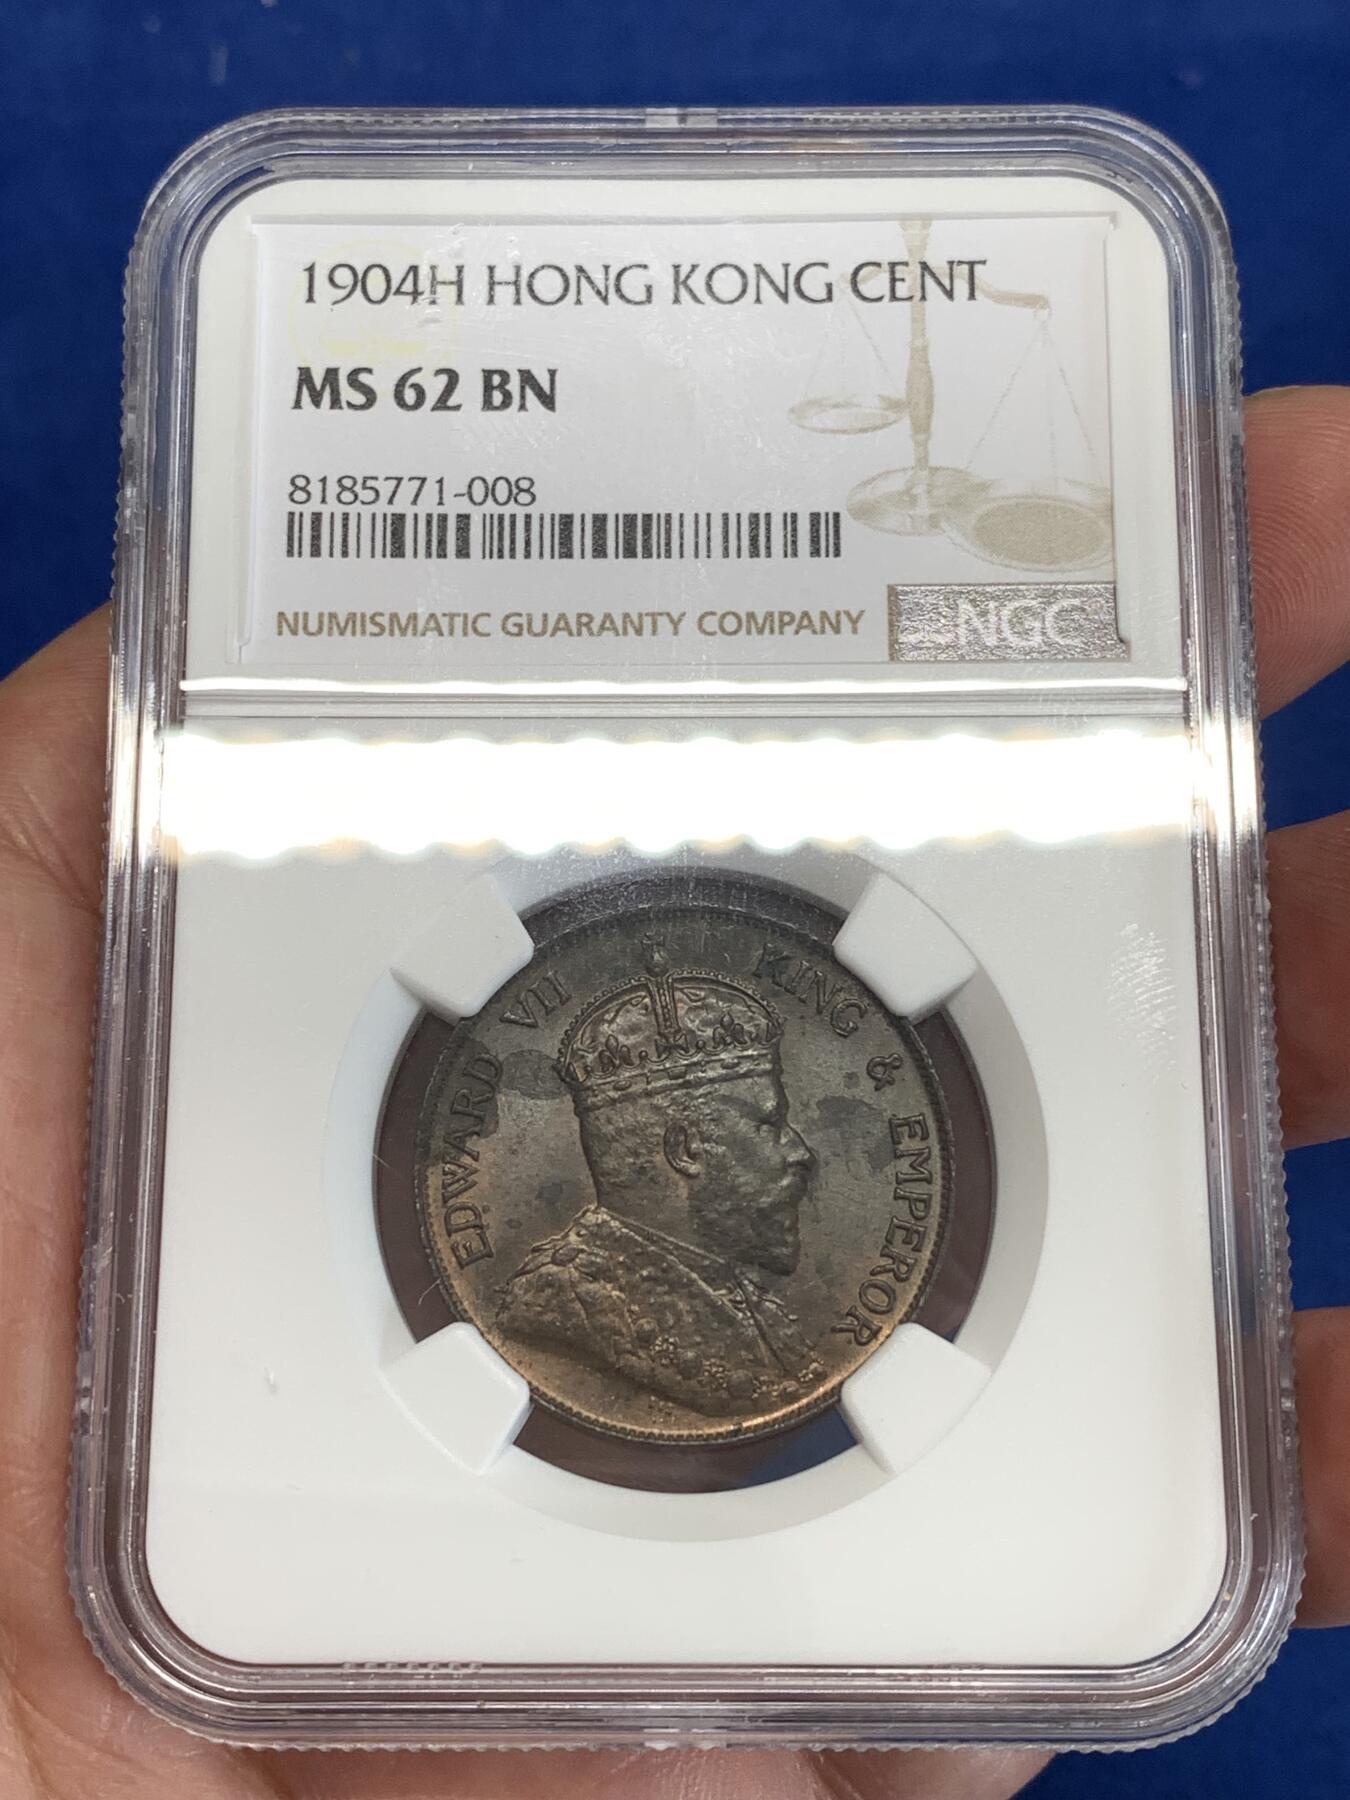 1904H HONG KONG CENT
MS 62 BN
8185771-008
NUMISMATIC GUARANTY COMPANY
NGC
EDWARD VII KING & EMPEROR